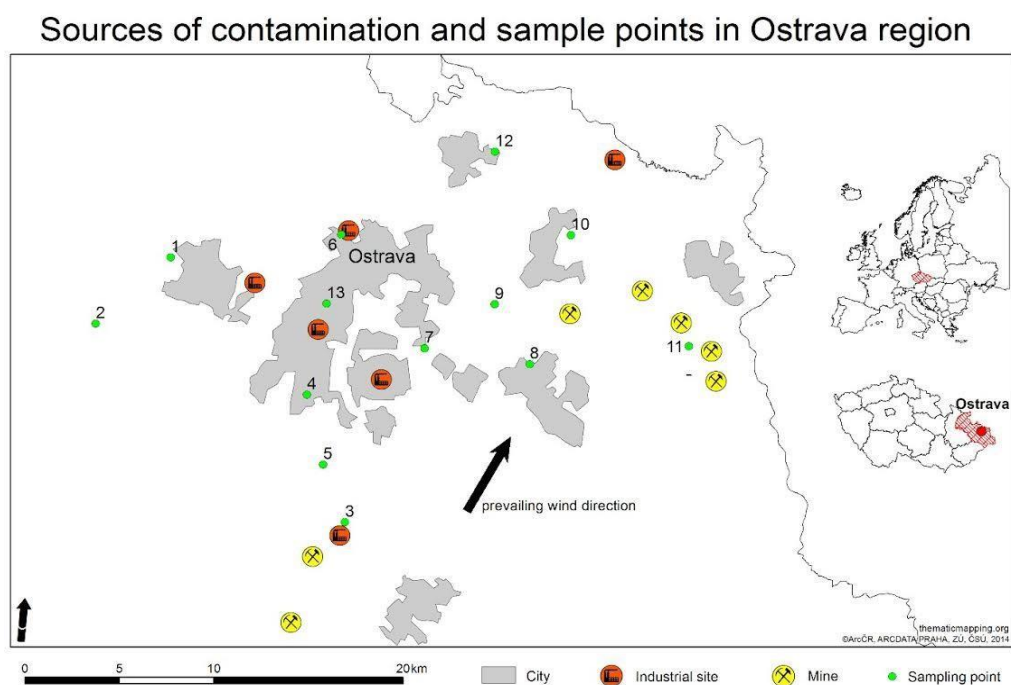 Sources of contamination and sample points in Ostrava region
12
10
1
6
Ostrava
13
9
2
7
11
8
4
Ostrava
5
prevailing wind direction
3
thematicmapping.org
©ArcČR, ARCDATA PRAHA, ZÚ, ČSÚ, 2014
0 5 10 20km
City Industrial site Mine Sampling point